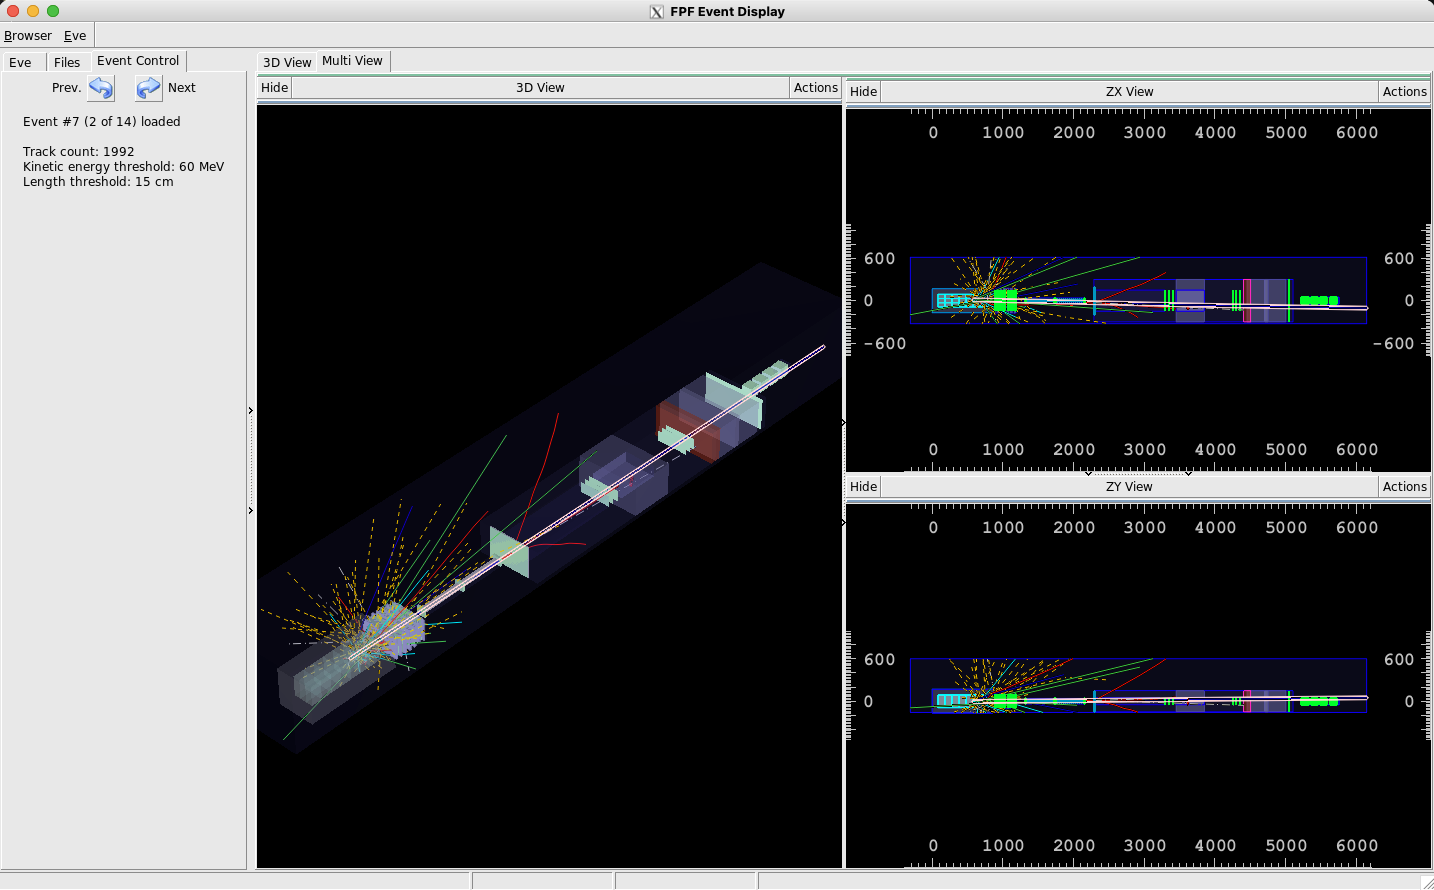 FPF Event Display
Browser Eve
Eve Files Event Control
Prev. Next
Event #7 (2 of 14) loaded
Track count: 1992
Kinetic energy threshold: 60 MeV
Length threshold: 15 cm
3D View Multi View
Hide 3D View Actions
Hide ZX View Actions
0 1000 2000 3000 4000 5000 6000
600 600
0 0
-600 -600
0 1000 2000 3000 4000 5000 6000
Hide ZY View Actions
0 1000 2000 3000 4000 5000 6000
600 600
0 0
0 1000 2000 3000 4000 5000 6000